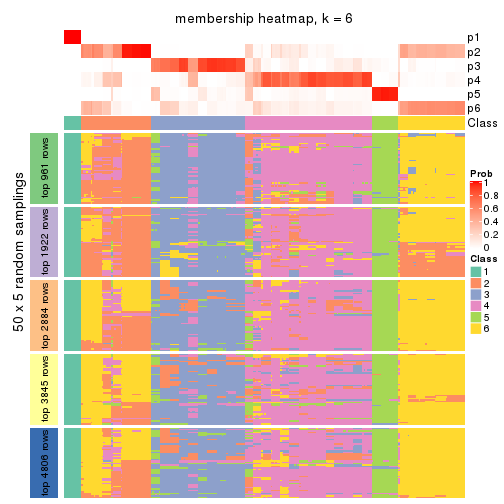 membership heatmap, k = 6
p1
p2
p3
p4
p5
p6
Class
50 x 5 random samplings
top 961 rows
top 1922 rows
top 2884 rows
top 3845 rows
top 4806 rows
Prob
1
0.8
0.6
0.4
0.2
0
Class
1
2
3
4
5
6